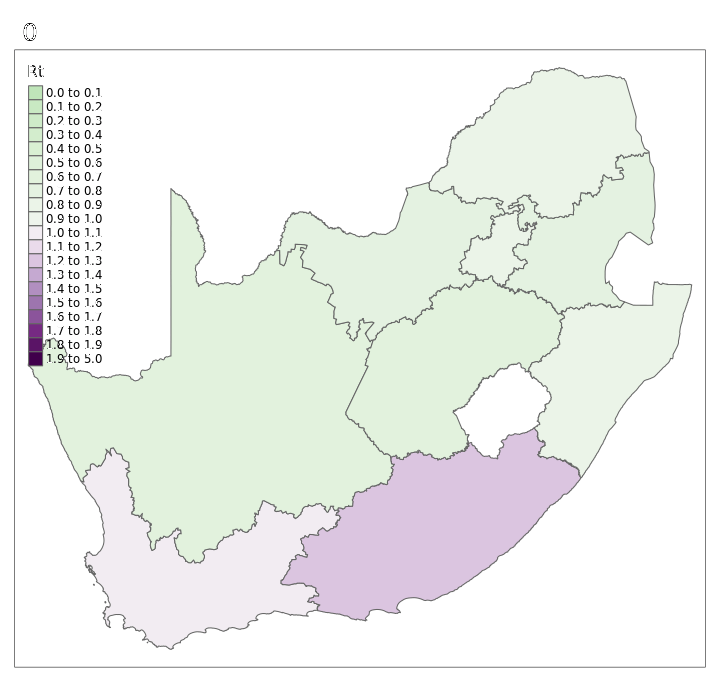 0
Rt
0.0 to 0.1
0.1 to 0.2
0.2 to 0.3
0.3 to 0.4
0.4 to 0.5
0.5 to 0.6
0.6 to 0.7
0.7 to 0.8
0.8 to 0.9
0.9 to 1.0
1.0 to 1.1
1.1 to 1.2
1.2 to 1.3
1.3 to 1.4
1.4 to 1.5
1.5 to 1.6
1.6 to 1.7
1.7 to 1.8
1.8 to 1.9
1.9 to 5.0